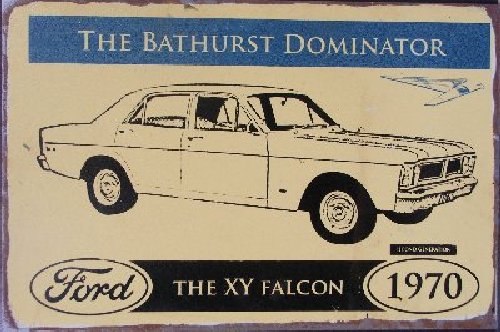 THE BATHURST DOMINATOR
Ford
THE XY FALCON
1970